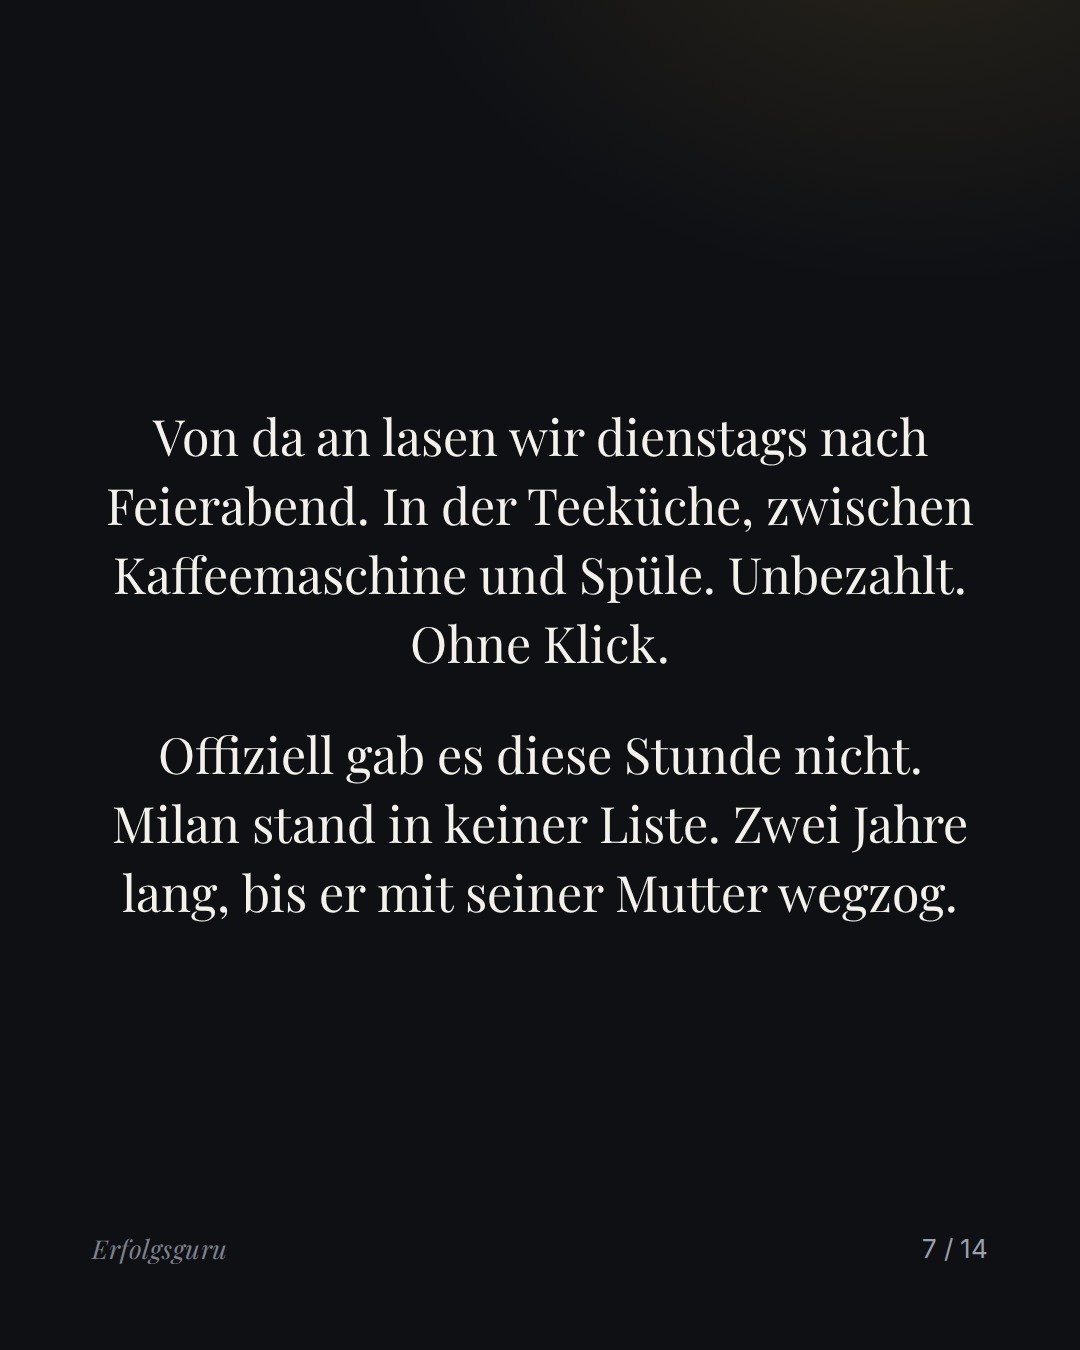 Von da an lasen wir dienstags nach
Feierabend. In der Teeküche, zwischen
Kaffeemaschine und Spüle. Unbezahlt.
Ohne Klick.
Offiziell gab es diese Stunde nicht.
Milan stand in keiner Liste. Zwei Jahre
lang, bis er mit seiner Mutter wegzog.
Erfolgsguru
7 / 14